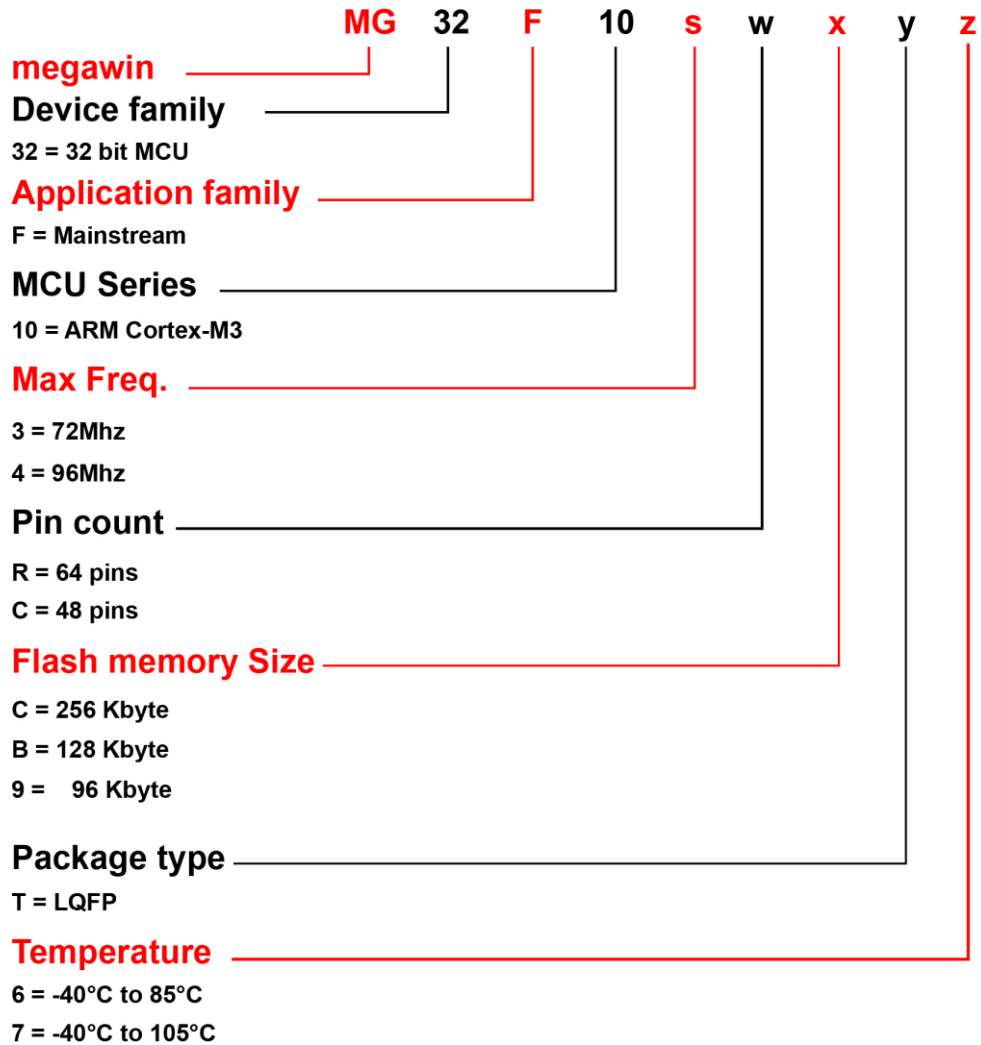 MG 32 F 10 s w x y z
megawin
Device family
32 = 32 bit MCU
Application family
F = Mainstream
MCU Series
10 = ARM Cortex-M3
Max Freq.
3 = 72Mhz
4 = 96Mhz
Pin count
R = 64 pins
C = 48 pins
Flash memory Size
C = 256 Kbyte
B = 128 Kbyte
9 = 96 Kbyte
Package type
T = LQFP
Temperature
6 = -40°C to 85°C
7 = -40°C to 105°C